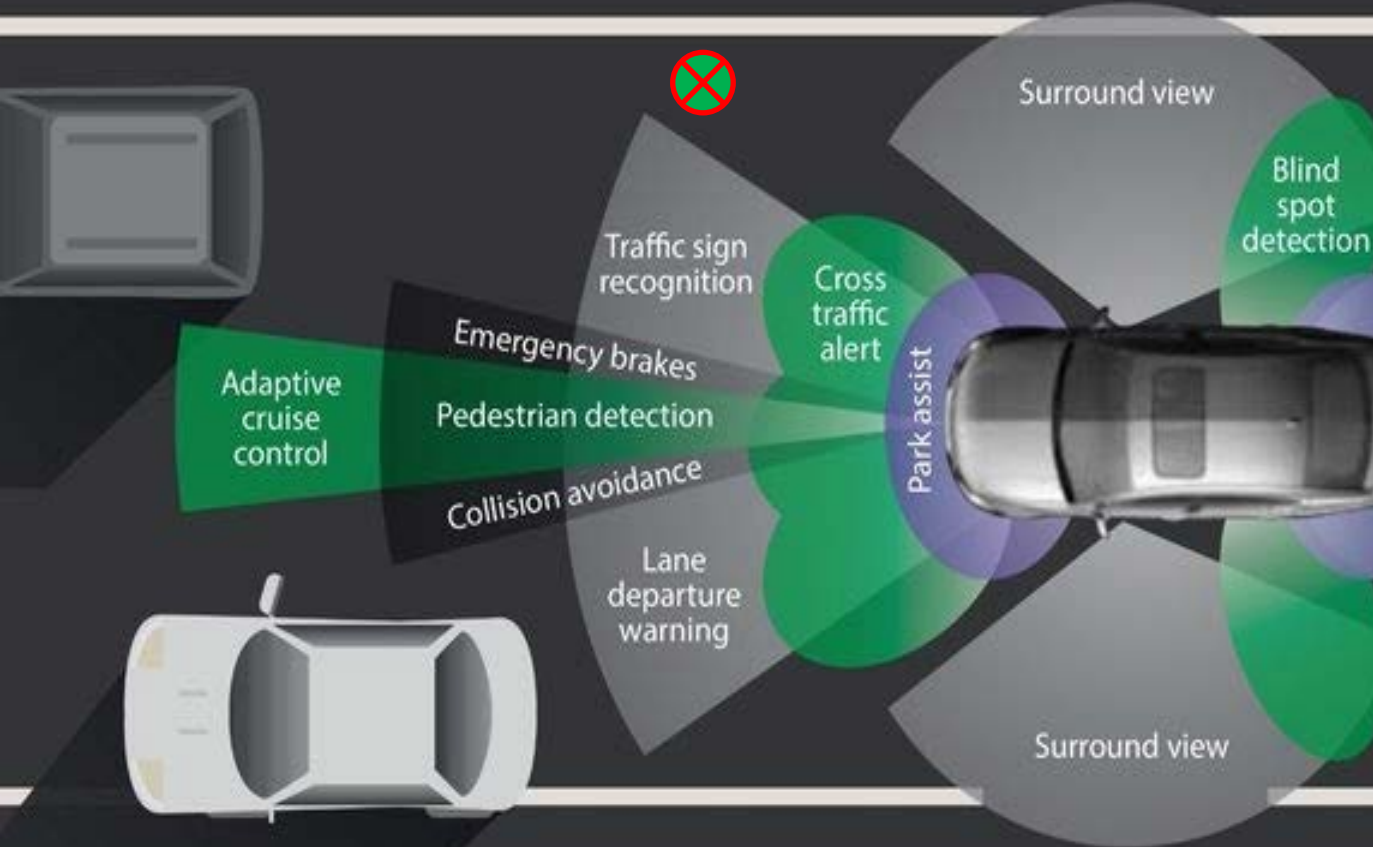 Surround view
Blind
spot
detection
Traffic sign
recognition
Cross
traffic
alert
Emergency brakes
Adaptive
cruise
control
Pedestrian detection
Park assist
Collision avoidance
Lane
departure
warning
Surround view